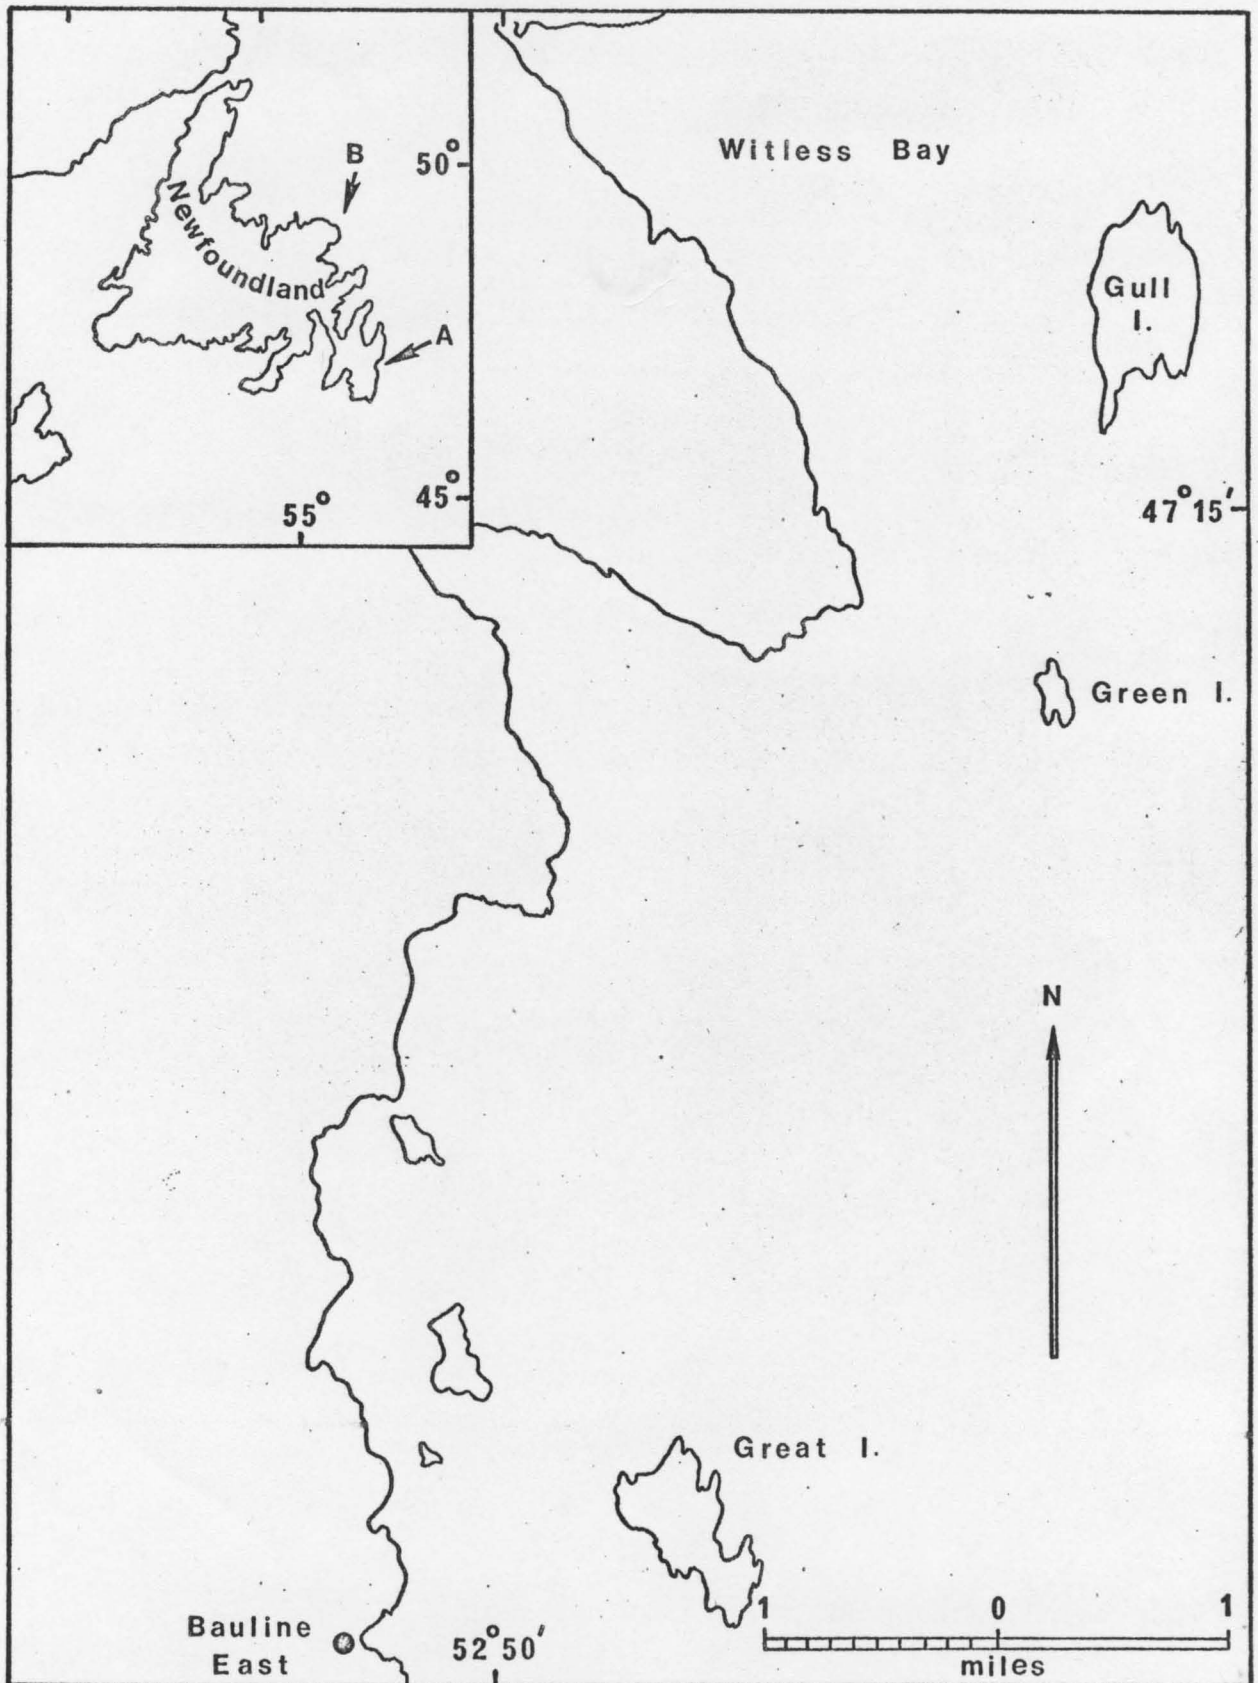 B
50°
Newfoundland
A
45°
55°
Witless Bay
Gull
I.
47°15'
Green I.
N
Great I.
Bauline
East
52°50'
1 0 1
miles